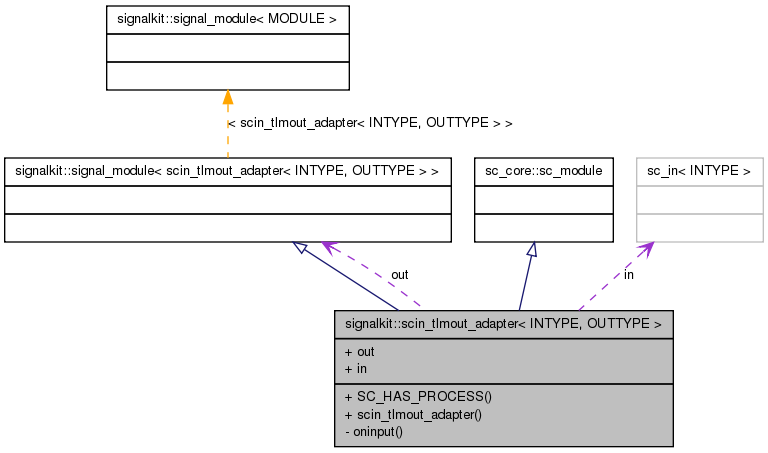 signalkit::signal_module< MODULE >
< scin_tlmout_adapter< INTYPE, OUTTYPE > >
signalkit::signal_module< scin_tlmout_adapter< INTYPE, OUTTYPE > >
sc_core::sc_module
sc_in< INTYPE >
out
in
signalkit::scin_tlmout_adapter< INTYPE, OUTTYPE >
+ out
+ in
+ SC_HAS_PROCESS()
+ scin_tlmout_adapter()
- oninput()